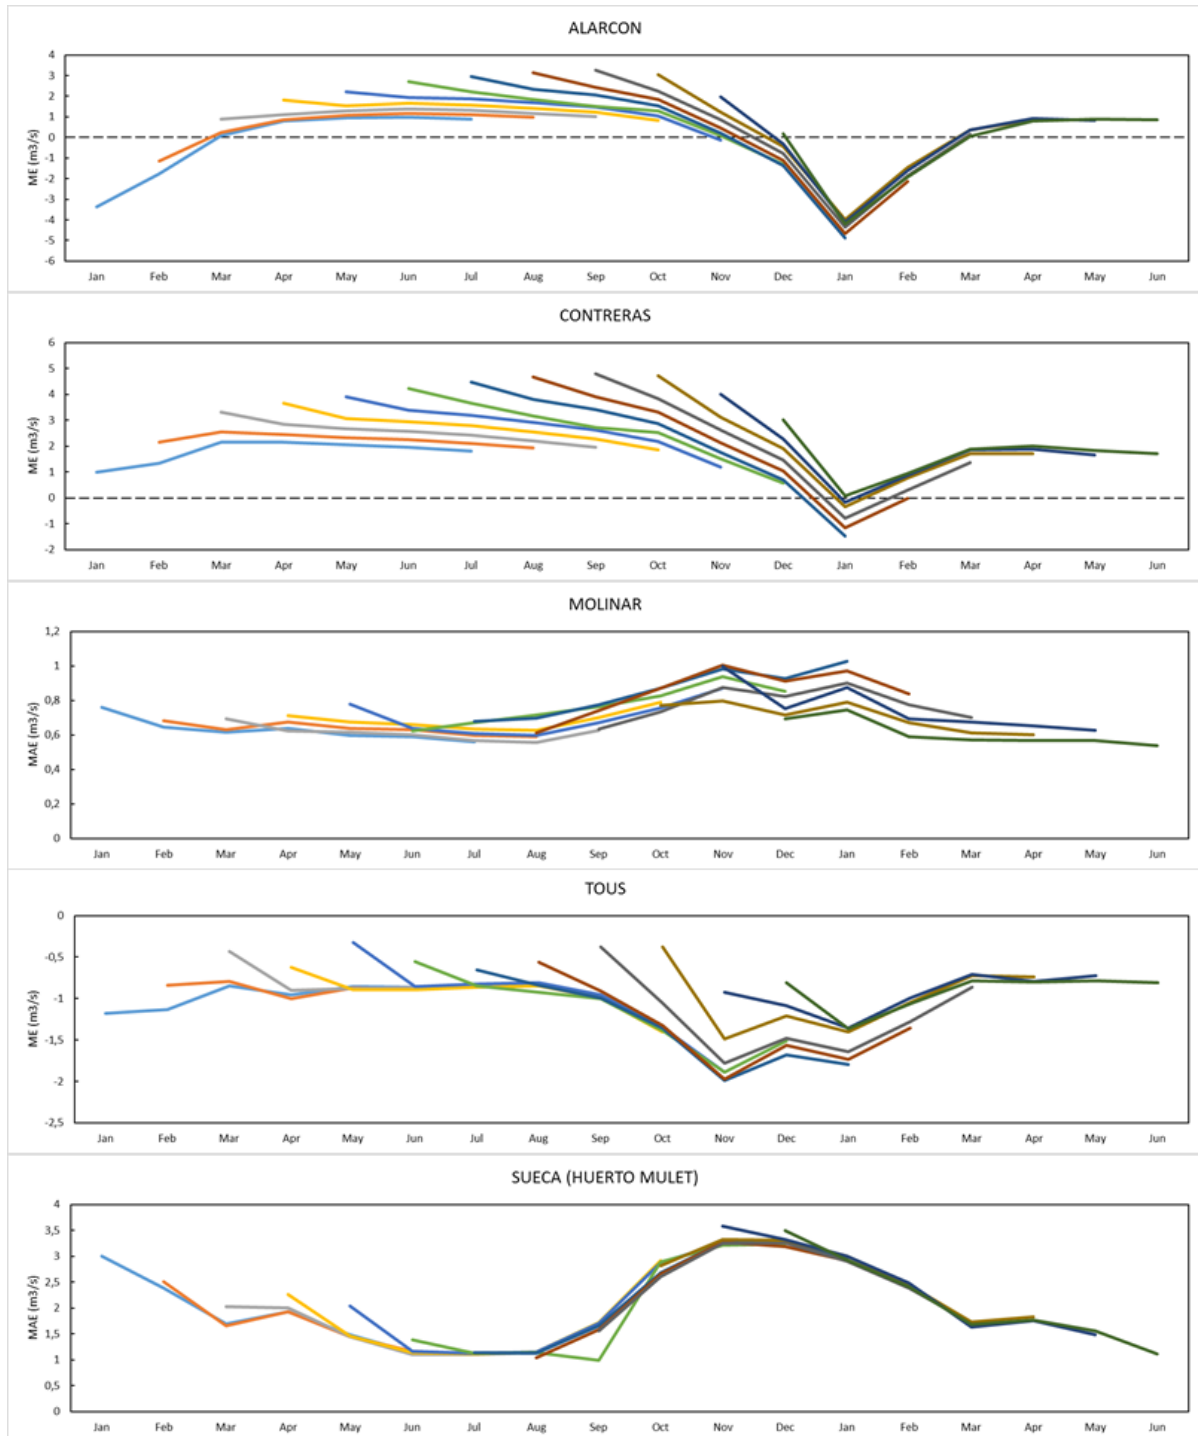 ALARCON
ME (m3/s)
4
3
2
1
0
-1
-2
-3
-4
-5
-6
Jan Feb Mar Apr May Jun Jul Aug Sep Oct Nov Dec Jan Feb Mar Apr May Jun
CONTRERAS
ME (m3/s)
6
5
4
3
2
1
0
-1
-2
Jan Feb Mar Apr May Jun Jul Aug Sep Oct Nov Dec Jan Feb Mar Apr May Jun
MOLINAR
MAE (m3/s)
1,2
1
0,8
0,6
0,4
0,2
0
Jan Feb Mar Apr May Jun Jul Aug Sep Oct Nov Dec Jan Feb Mar Apr May Jun
TOUS
ME (m3/s)
0
-0,5
-1
-1,5
-2
-2,5
Jan Feb Mar Apr May Jun Jul Aug Sep Oct Nov Dec Jan Feb Mar Apr May Jun
SUECA (HUERTO MULET)
MAE (m3/s)
4
3,5
3
2,5
2
1,5
1
0,5
0
Jan Feb Mar Apr May Jun Jul Aug Sep Oct Nov Dec Jan Feb Mar Apr May Jun